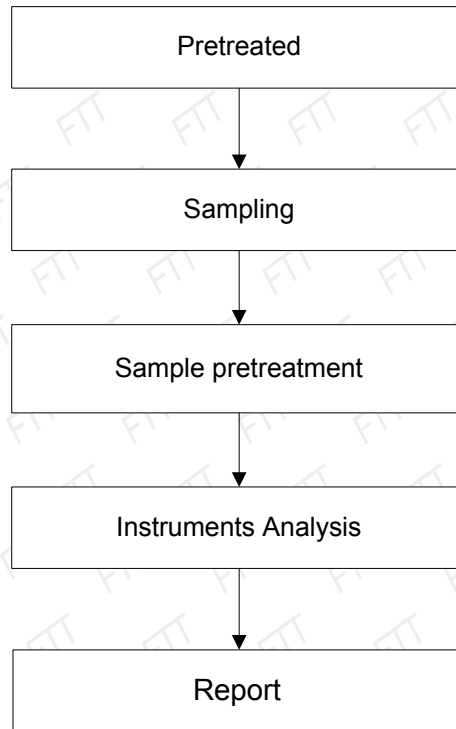 Pretreated
Sampling
Sample pretreatment
Instruments Analysis
Report